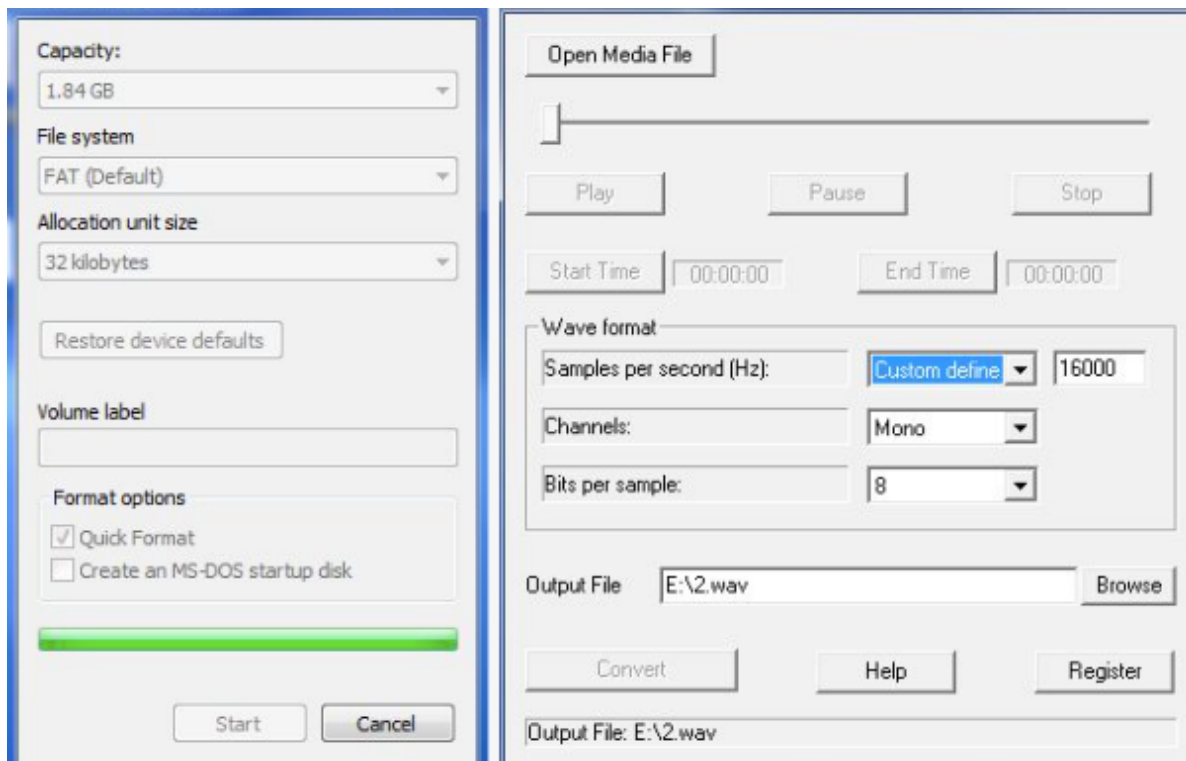 Capacity:
1.84 GB
File system
FAT (Default)
Allocation unit size
32 kilobytes
Restore device defaults
Volume label
Format options
Quick Format
Create an MS-DOS startup disk
Start Cancel
Open Media File
Play Pause Stop
Start Time 00:00:00 End Time 00:00:00
Wave format
Samples per second (Hz): Custom define 16000
Channels: Mono
Bits per sample: 8
Output File E:\2.wav Browse
Convert Help Register
Output File: E:\2.wav